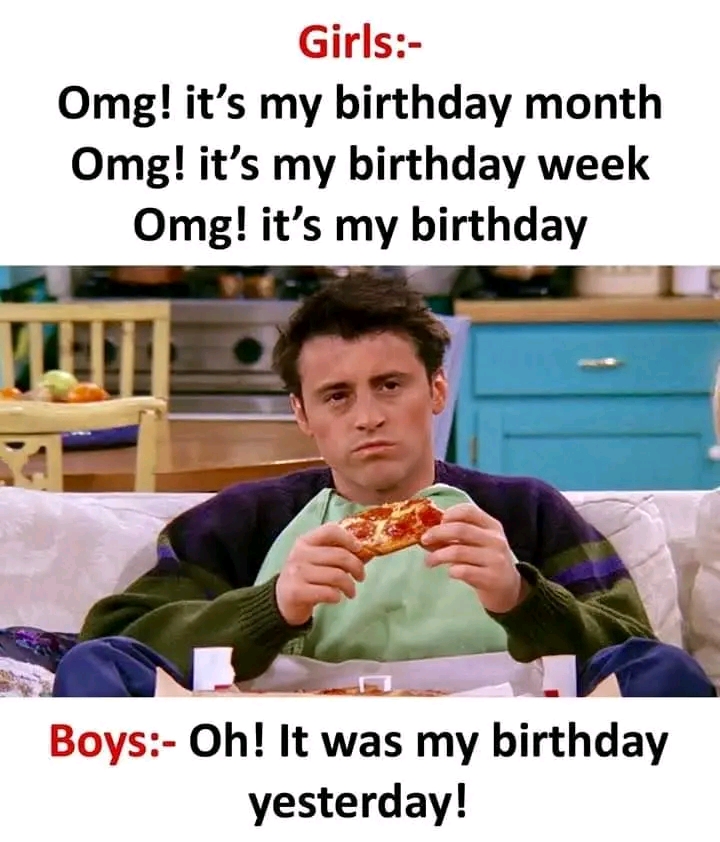 Girls:-
Omg! it’s my birthday month
Omg! it’s my birthday week
Omg! it’s my birthday
Boys:- Oh! It was my birthday
yesterday!